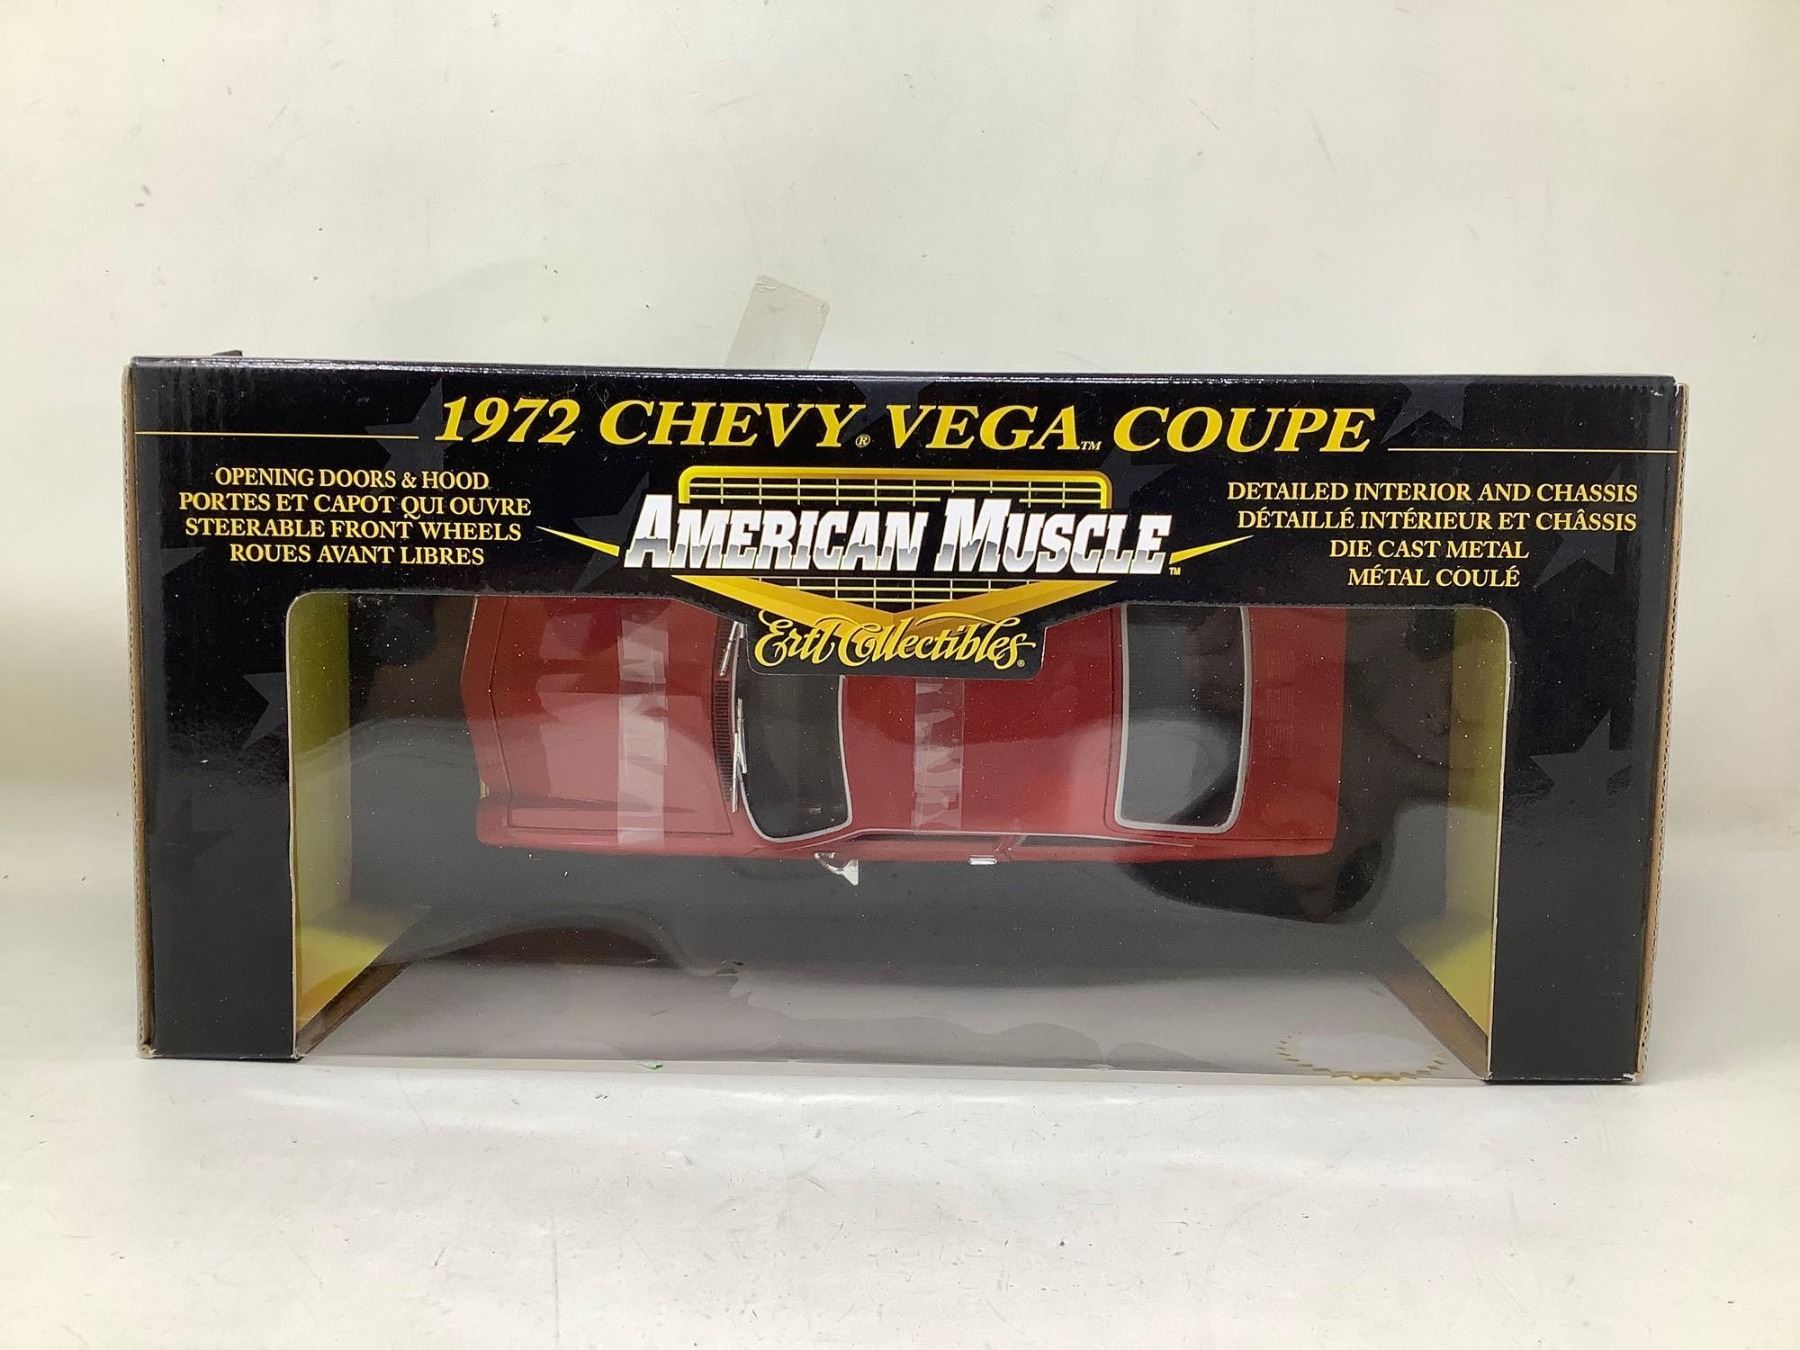 1972 CHEVY® VEGA™ COUPE
OPENING DOORS & HOOD
PORTES ET CAPOT QUI OUVRE
STEERABLE FRONT WHEELS
ROUES AVANT LIBRES
AMERICAN MUSCLE™
Ertl Collectibles®
DETAILED INTERIOR AND CHASSIS
DÉTAILLÉ INTÉRIEUR ET CHÂSSIS
DIE CAST METAL
MÉTAL COULÉ